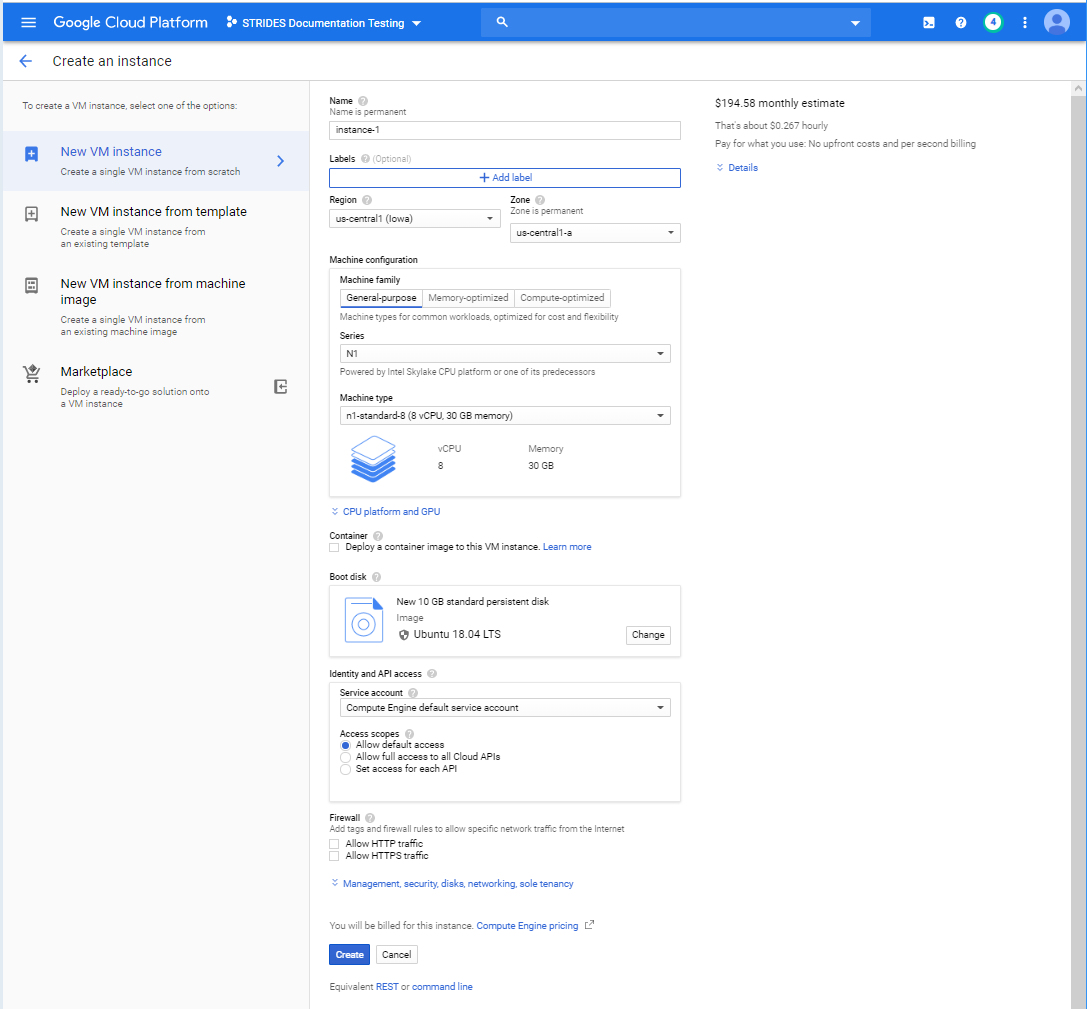 Google Cloud Platform
STRIDES Documentation Testing
4
Create an instance
To create a VM instance, select one of the options:
New VM instance
Create a single VM instance from scratch
New VM instance from template
Create a single VM instance from
an existing template
New VM instance from machine
image
Create a single VM instance from
an existing machine image
Marketplace
Deploy a ready-to-go solution onto
a VM instance
Name ?
Name is permanent
instance-1
Labels ? (Optional)
+ Add label
Region ?
us-central1 (Iowa)
Zone ?
Zone is permanent
us-central1-a
Machine configuration
Machine family
General-purpose Memory-optimized Compute-optimized
Machine types for common workloads, optimized for cost and flexibility
Series
N1
Powered by Intel Skylake CPU platform or one of its predecessors
Machine type
n1-standard-8 (8 vCPU, 30 GB memory)
vCPU Memory
8 30 GB
CPU platform and GPU
Container ?
Deploy a container image to this VM instance. Learn more
Boot disk ?
New 10 GB standard persistent disk
Image
Ubuntu 18.04 LTS
Change
Identity and API access ?
Service account ?
Compute Engine default service account
Access scopes ?
Allow default access
Allow full access to all Cloud APIs
Set access for each API
Firewall ?
Add tags and firewall rules to allow specific network traffic from the Internet
Allow HTTP traffic
Allow HTTPS traffic
Management, security, disks, networking, sole tenancy
You will be billed for this instance. Compute Engine pricing
Create Cancel
Equivalent REST or command line
$194.58 monthly estimate
That's about $0.267 hourly
Pay for what you use: No upfront costs and per second billing
Details